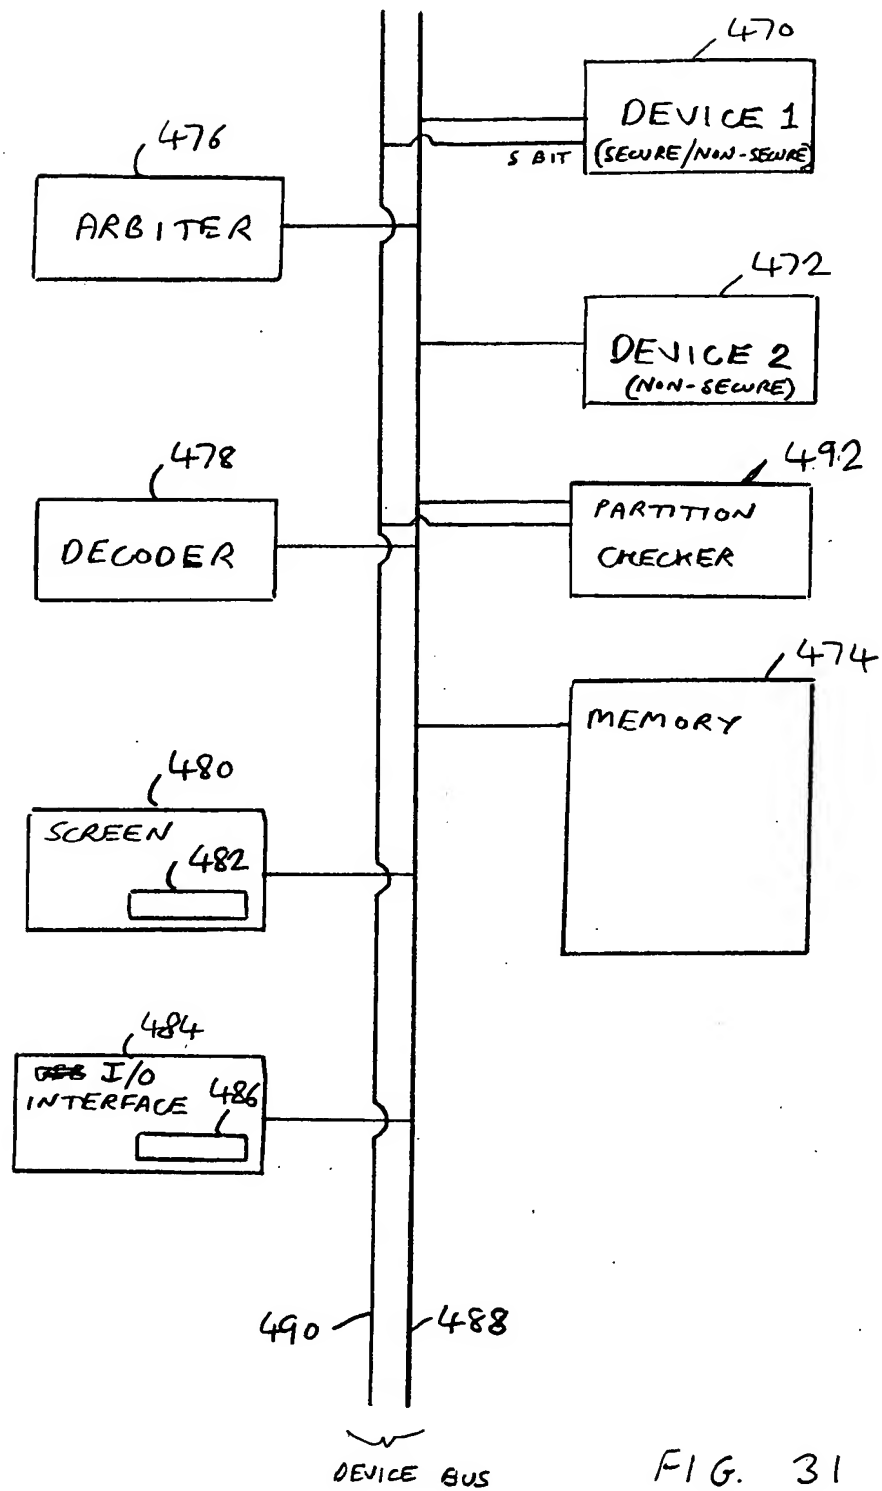 470
DEVICE 1
S BIT
(SECURE/NON-SECURE)
476
ARBITER
472
DEVICE 2
(NON-SECURE)
478
DECODER
492
PARTITION
CHECKER
474
MEMORY
480
SCREEN
482
484
I/O
INTERFACE
486
490
488
DEVICE BUS
FIG. 31